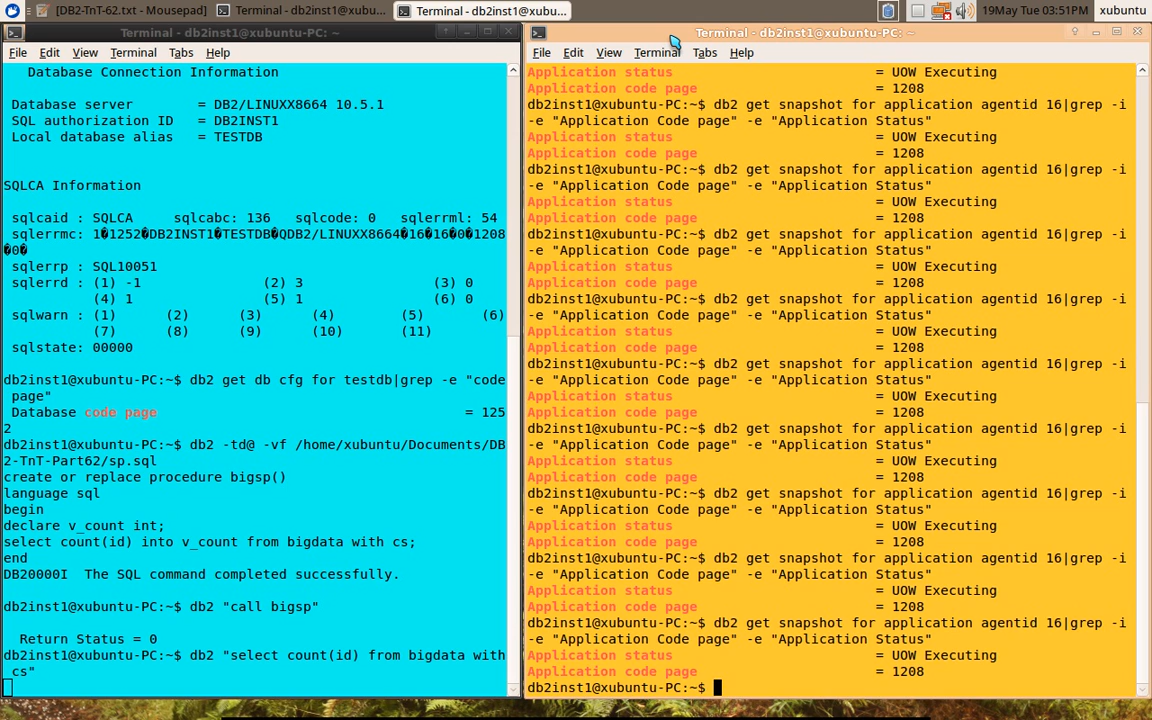 [DB2-TnT-62.txt - Mousepad]
Terminal - db2inst1@xubu...
Terminal - db2inst1@xubu...]
19May Tue 03:51PM
xubuntu
Terminal - db2inst1@xubuntu-PC: ~
File Edit View Terminal Tabs Help
Database Connection Information
Database server = DB2/LINUXX8664 10.5.1
SQL authorization ID = DB2INST1
Local database alias = TESTDB
SQLCA Information
sqlcaid : SQLCA sqlcabc: 136 sqlcode: 0 sqlerrml: 54
sqlerrmc: 1�1252�DB2INST1�TESTDB�QDB2/LINUXX8664�16�16�0�1208
�0�
sqlerrp : SQL10051
sqlerrd : (1) -1 (2) 3 (3) 0
(4) 1 (5) 1 (6) 0
sqlwarn : (1) (2) (3) (4) (5) (6)
(7) (8) (9) (10) (11)
sqlstate: 00000
db2inst1@xubuntu-PC:~$ db2 get db cfg for testdb|grep -e "code
page"
Database code page = 125
2
db2inst1@xubuntu-PC:~$ db2 -td@ -vf /home/xubuntu/Documents/DB
2-TnT-Part62/sp.sql
create or replace procedure bigsp()
language sql
begin
declare v_count int;
select count(id) into v_count from bigdata with cs;
end
DB20000I The SQL command completed successfully.
db2inst1@xubuntu-PC:~$ db2 "call bigsp"
Return Status = 0
db2inst1@xubuntu-PC:~$ db2 "select count(id) from bigdata with
cs"
Terminal - db2inst1@xubuntu-PC: ~
File Edit View Terminal Tabs Help
Application status = UOW Executing
Application code page = 1208
db2inst1@xubuntu-PC:~$ db2 get snapshot for application agentid 16|grep -i
-e "Application Code page" -e "Application Status"
Application status = UOW Executing
Application code page = 1208
db2inst1@xubuntu-PC:~$ db2 get snapshot for application agentid 16|grep -i
-e "Application Code page" -e "Application Status"
Application status = UOW Executing
Application code page = 1208
db2inst1@xubuntu-PC:~$ db2 get snapshot for application agentid 16|grep -i
-e "Application Code page" -e "Application Status"
Application status = UOW Executing
Application code page = 1208
db2inst1@xubuntu-PC:~$ db2 get snapshot for application agentid 16|grep -i
-e "Application Code page" -e "Application Status"
Application status = UOW Executing
Application code page = 1208
db2inst1@xubuntu-PC:~$ db2 get snapshot for application agentid 16|grep -i
-e "Application Code page" -e "Application Status"
Application status = UOW Executing
Application code page = 1208
db2inst1@xubuntu-PC:~$ db2 get snapshot for application agentid 16|grep -i
-e "Application Code page" -e "Application Status"
Application status = UOW Executing
Application code page = 1208
db2inst1@xubuntu-PC:~$ db2 get snapshot for application agentid 16|grep -i
-e "Application Code page" -e "Application Status"
Application status = UOW Executing
Application code page = 1208
db2inst1@xubuntu-PC:~$ db2 get snapshot for application agentid 16|grep -i
-e "Application Code page" -e "Application Status"
Application status = UOW Executing
Application code page = 1208
db2inst1@xubuntu-PC:~$ db2 get snapshot for application agentid 16|grep -i
-e "Application Code page" -e "Application Status"
Application status = UOW Executing
Application code page = 1208
db2inst1@xubuntu-PC:~$